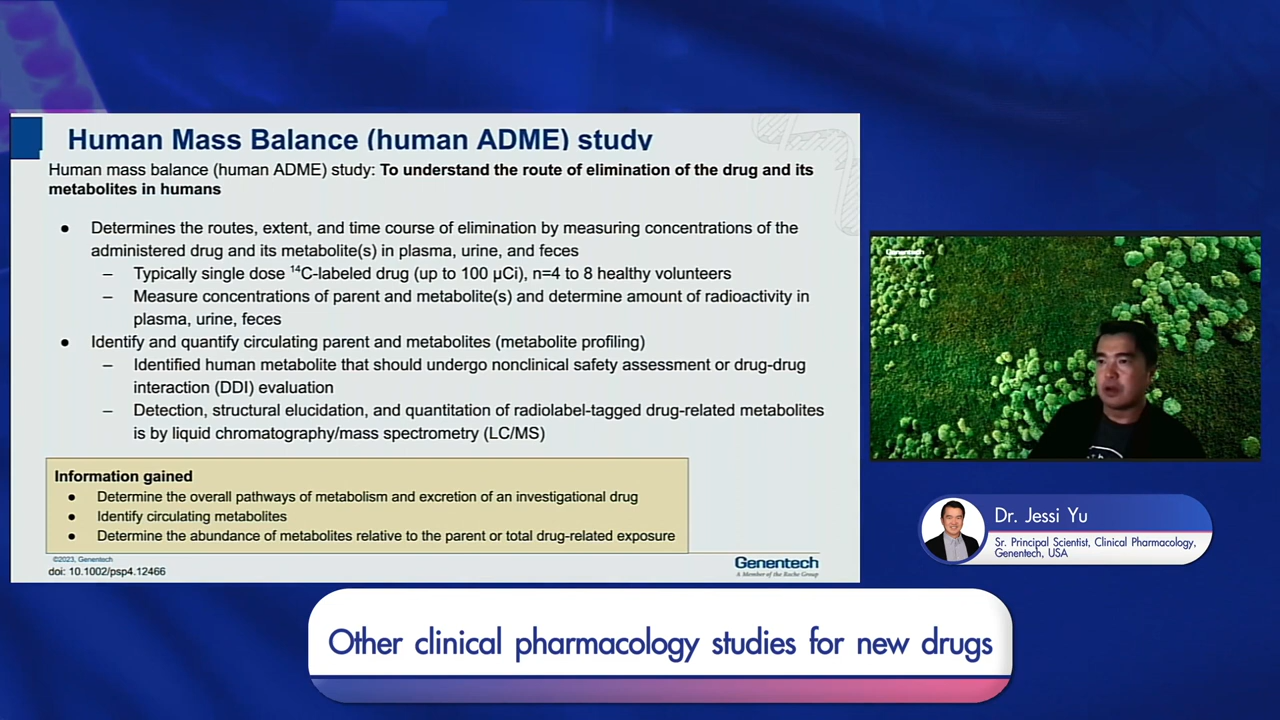 Human Mass Balance (human ADME) study
Human mass balance (human ADME) study: To understand the route of elimination of the drug and its
metabolites in humans
● Determines the routes, extent, and time course of elimination by measuring concentrations of the
administered drug and its metabolite(s) in plasma, urine, and feces
– Typically single dose ¹⁴C-labeled drug (up to 100 µCi), n=4 to 8 healthy volunteers
– Measure concentrations of parent and metabolite(s) and determine amount of radioactivity in
plasma, urine, feces
● Identify and quantify circulating parent and metabolites (metabolite profiling)
– Identified human metabolite that should undergo nonclinical safety assessment or drug-drug
interaction (DDI) evaluation
– Detection, structural elucidation, and quantitation of radiolabel-tagged drug-related metabolites
is by liquid chromatography/mass spectrometry (LC/MS)
Information gained
● Determine the overall pathways of metabolism and excretion of an investigational drug
● Identify circulating metabolites
● Determine the abundance of metabolites relative to the parent or total drug-related exposure
©2023, Genentech
doi: 10.1002/psp4.12466
Genentech
A Member of the Roche Group
Genentech
Dr. Jessi Yu
Sr. Principal Scientist, Clinical Pharmacology,
Genentech, USA
Other clinical pharmacology studies for new drugs